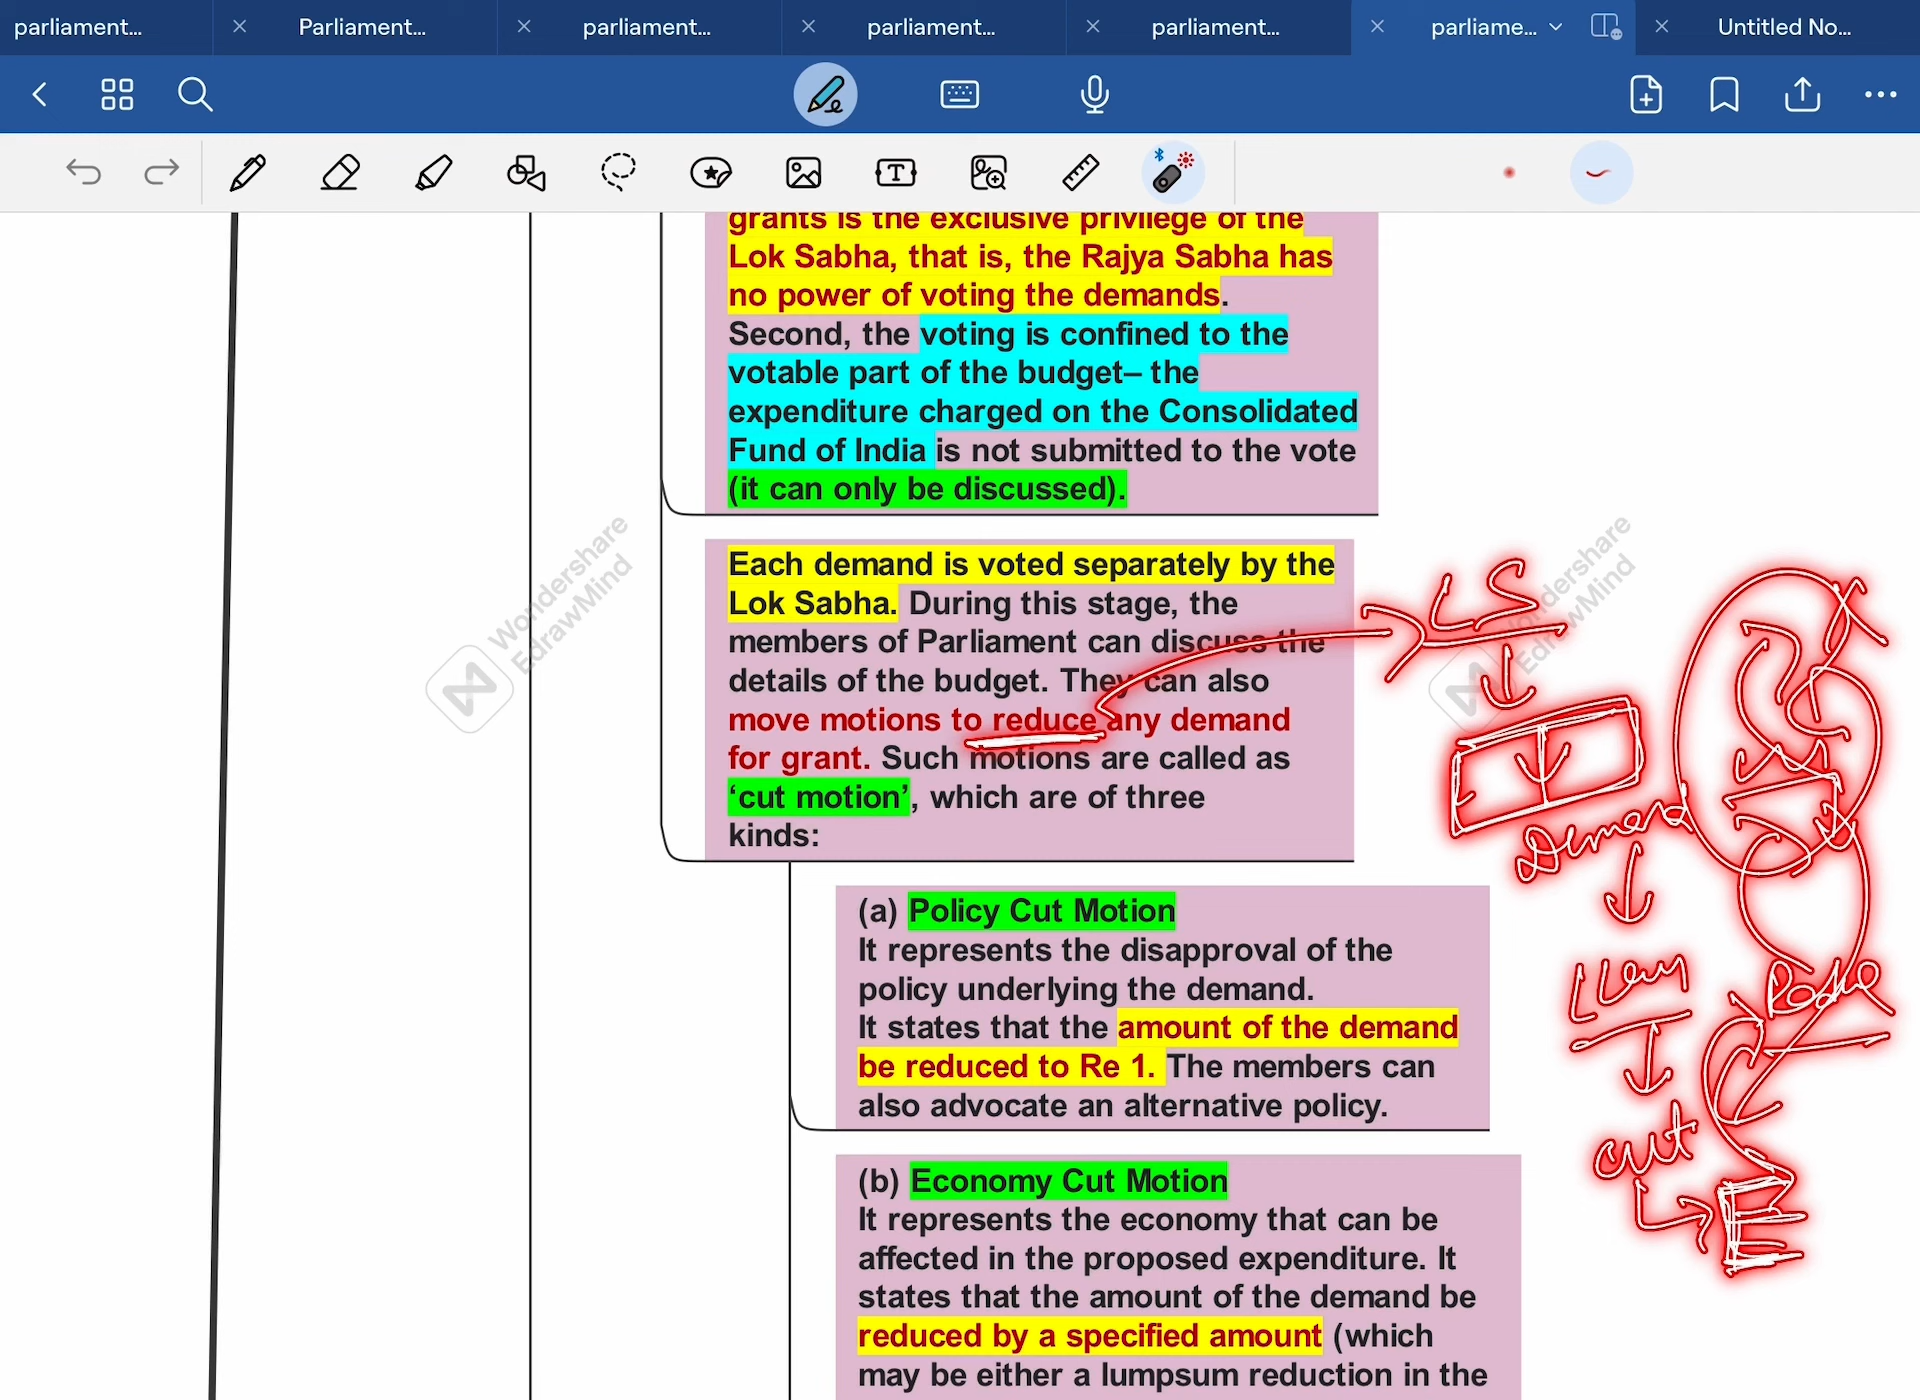 parliament...
Parliament...
parliament...
parliament...
parliament...
parliame...
Untitled No...
grants is the exclusive privilege of the
Lok Sabha, that is, the Rajya Sabha has
no power of voting the demands.
Second, the voting is confined to the
votable part of the budget– the
expenditure charged on the Consolidated
Fund of India is not submitted to the vote
(it can only be discussed).
Each demand is voted separately by the
Lok Sabha. During this stage, the
members of Parliament can discuss the
details of the budget. They can also
move motions to reduce any demand
for grant. Such motions are called as
‘cut motion’, which are of three
kinds:
(a) Policy Cut Motion
It represents the disapproval of the
policy underlying the demand.
It states that the amount of the demand
be reduced to Re 1. The members can
also advocate an alternative policy.
(b) Economy Cut Motion
It represents the economy that can be
affected in the proposed expenditure. It
states that the amount of the demand be
reduced by a specified amount (which
may be either a lumpsum reduction in the
LS
Demand
cut
Wondershare
EdrawMind
Wondershare
EdrawMind